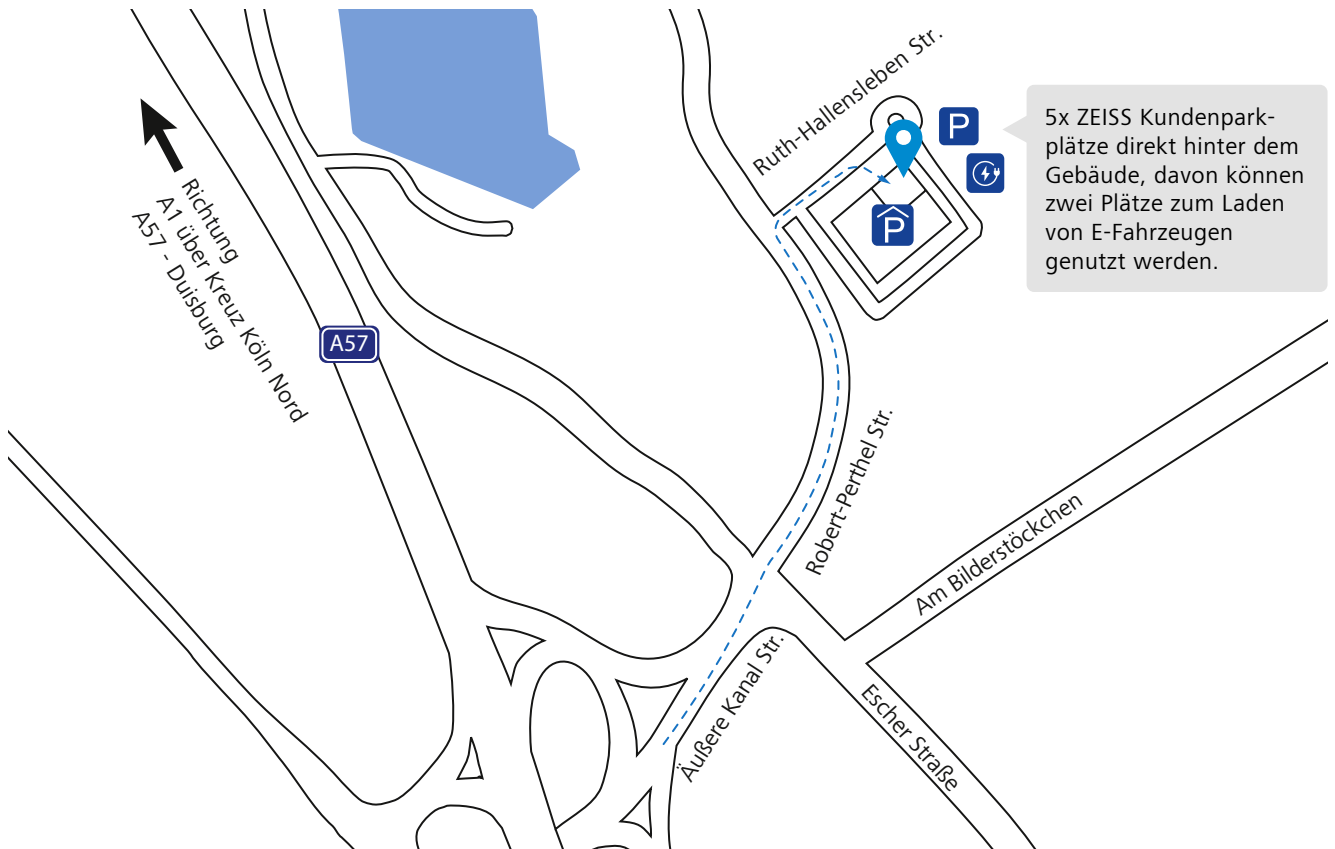 Ruth-Hallensleben Str.
P
5x ZEISS Kundenpark-
plätze direkt hinter dem
Gebäude, davon können
zwei Plätze zum Laden
von E-Fahrzeugen
genutzt werden.
Richtung
A1 über Kreuz Köln Nord
A57 - Duisburg
P
A57
Robert-Perthel Str.
Am Bilderstöckchen
Äußere Kanal Str.
Escher Straße